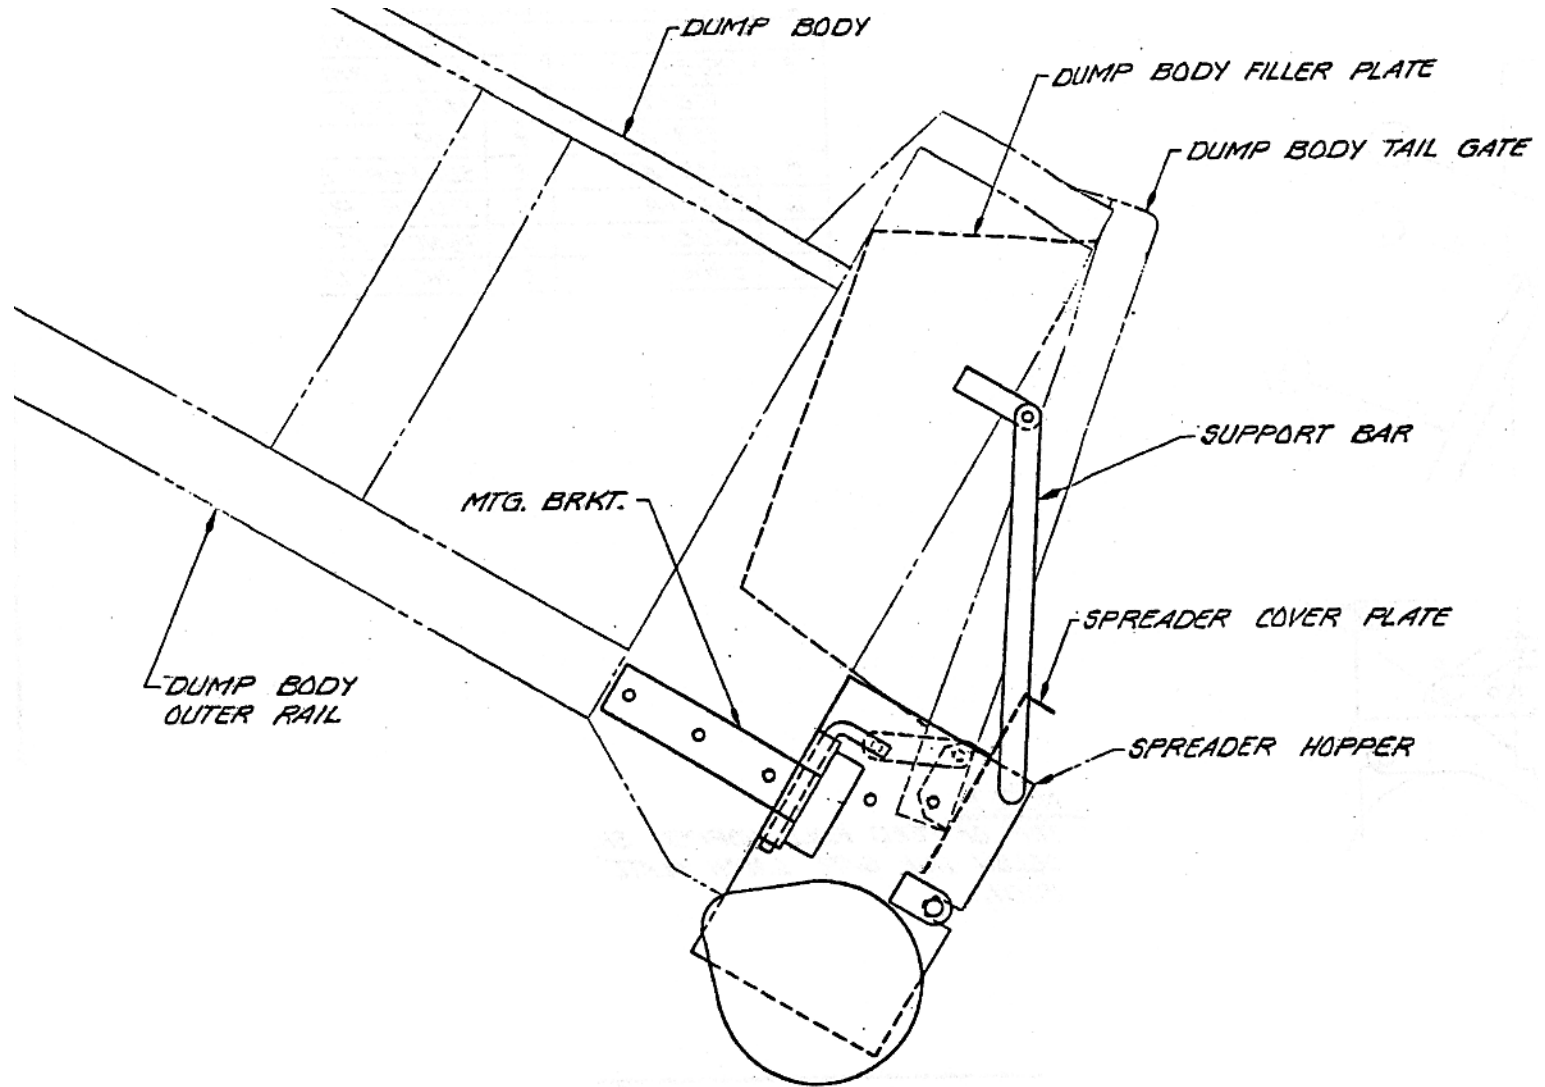 DUMP BODY
DUMP BODY FILLER PLATE
DUMP BODY TAIL GATE
SUPPORT BAR
MTG. BRKT.
SPREADER COVER PLATE
DUMP BODY
OUTER RAIL
SPREADER HOPPER